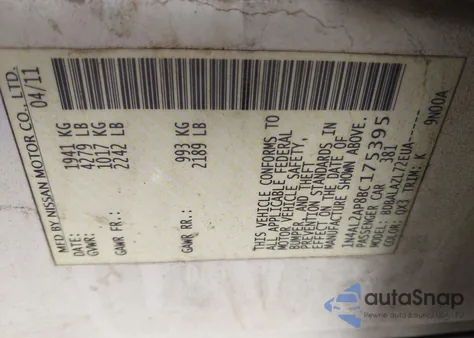 MFD BY NISSAN MOTOR CO., LTD.
04/11
GVWR: 1941 KG
4279 LB
GAWR FR: 1017 KG
2242 LB
GAWR RR: 993 KG
2189 LB
THIS VEHICLE CONFORMS TO
ALL APPLICABLE FEDERAL
MOTOR VEHICLE SAFETY,
BUMPER, AND THEFT
PREVENTION STANDARDS IN
EFFECT ON THE DATE OF
MANUFACTURE SHOWN ABOVE.
1N4AL2AP8BC175395
PASSENGER CAR 381
MODEL: BDBALAZL72EUA-----
COLOR: QX3 TRIM: K
9N00A
autoSnap